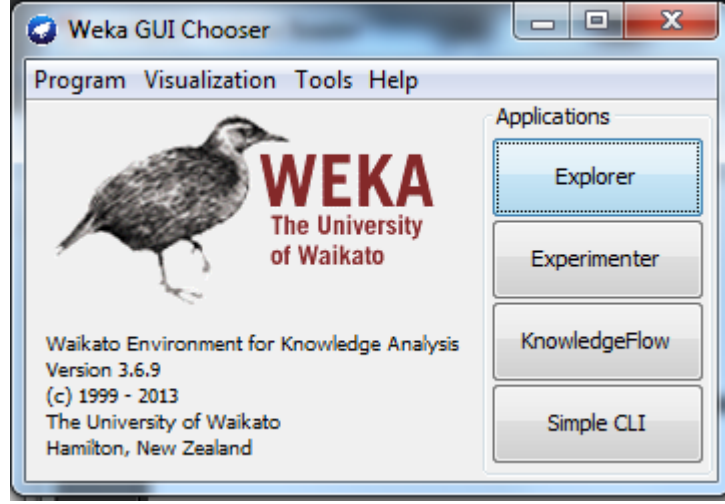 Weka GUI Chooser
Program Visualization Tools Help
WEKA
The University
of Waikato
Waikato Environment for Knowledge Analysis
Version 3.6.9
(c) 1999 - 2013
The University of Waikato
Hamilton, New Zealand
Applications
Explorer
Experimenter
KnowledgeFlow
Simple CLI